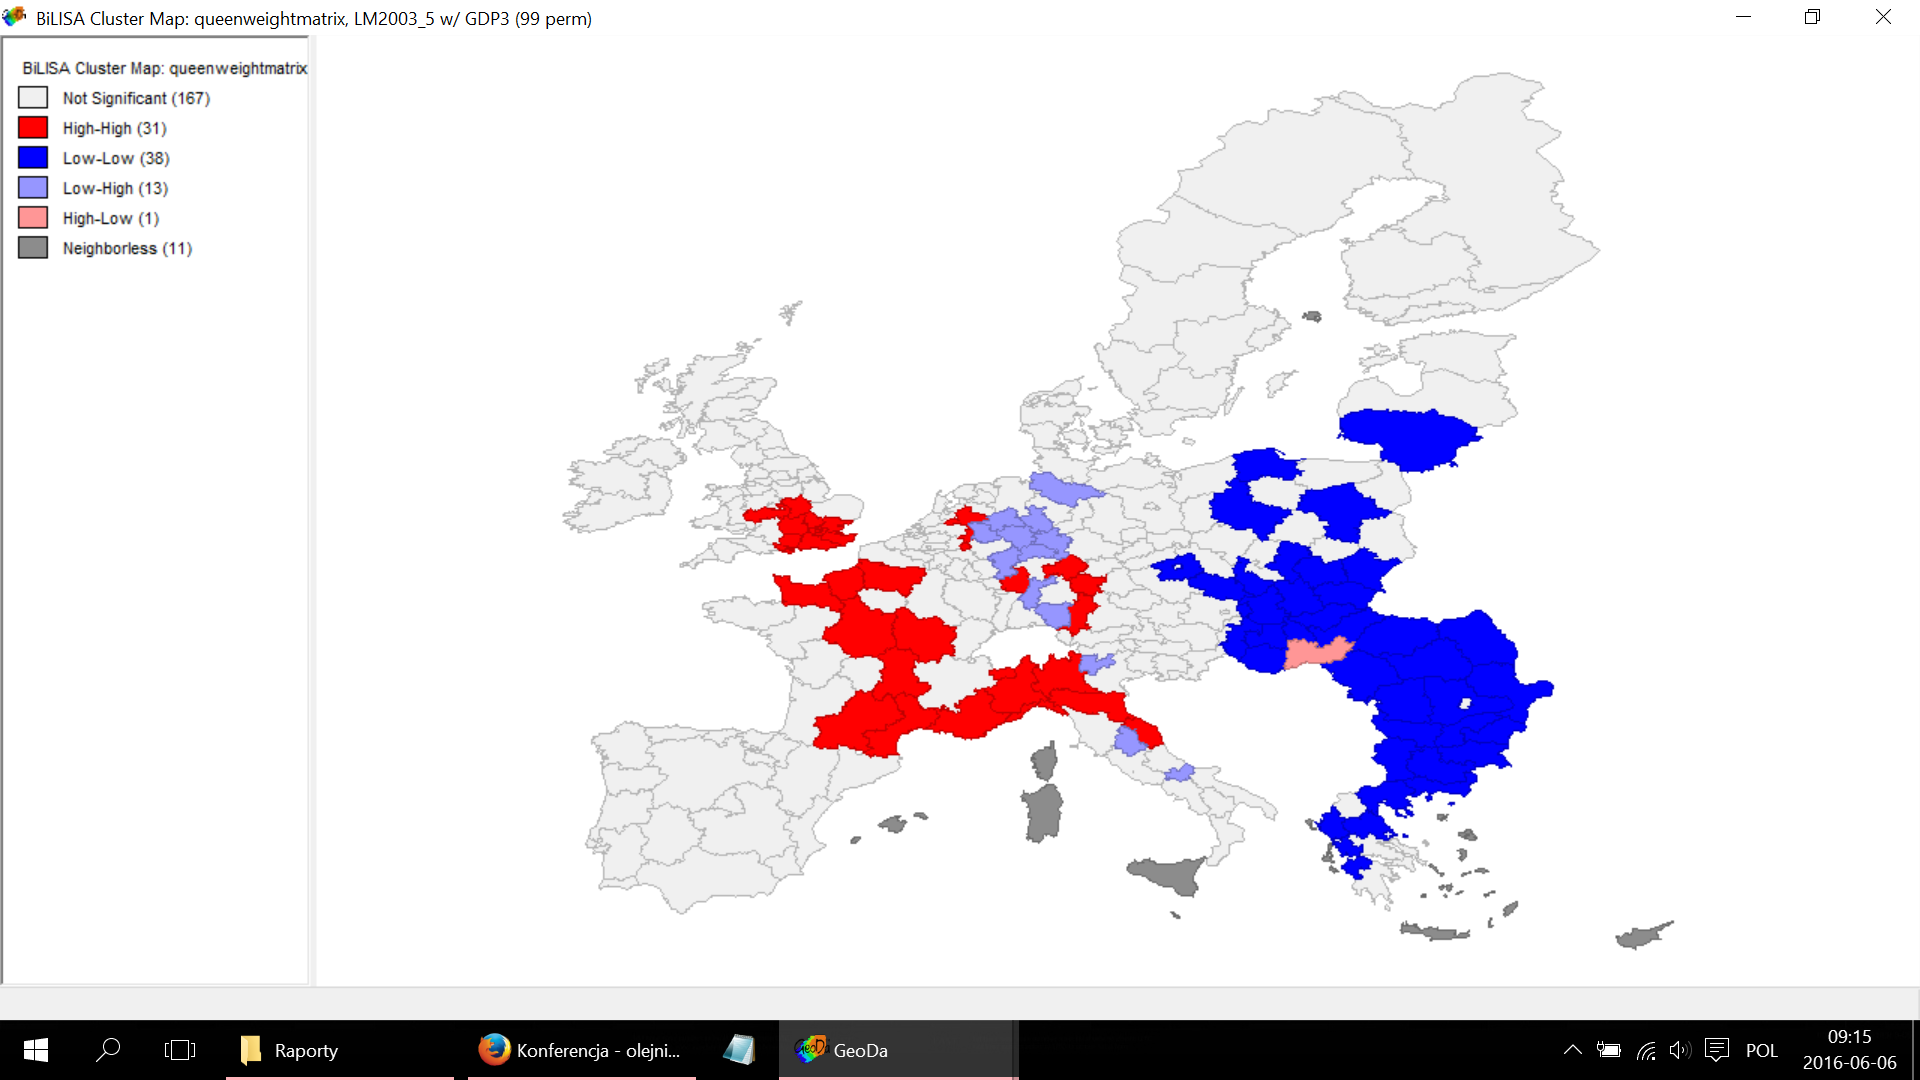 BiLISA Cluster Map: queenweightmatrix, LM2003_5 w/ GDP3 (99 perm)
BiLISA Cluster Map: queenweightmatrix
Not Significant (167)
High-High (31)
Low-Low (38)
Low-High (13)
High-Low (1)
Neighborless (11)
Raporty
Konferencja - olejni...
GeoDa
GeoDa
POL
09:15
2016-06-06